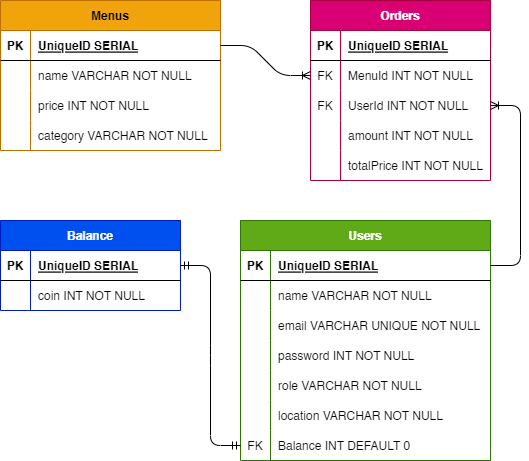 Menus
PK UniqueID SERIAL
name VARCHAR NOT NULL
price INT NOT NULL
category VARCHAR NOT NULL
Orders
PK UniqueID SERIAL
FK MenuId INT NOT NULL
FK UserId INT NOT NULL
amount INT NOT NULL
totalPrice INT NOT NULL
Balance
PK UniqueID SERIAL
coin INT NOT NULL
Users
PK UniqueID SERIAL
name VARCHAR NOT NULL
email VARCHAR UNIQUE NOT NULL
password INT NOT NULL
role VARCHAR NOT NULL
location VARCHAR NOT NULL
FK Balance INT DEFAULT 0